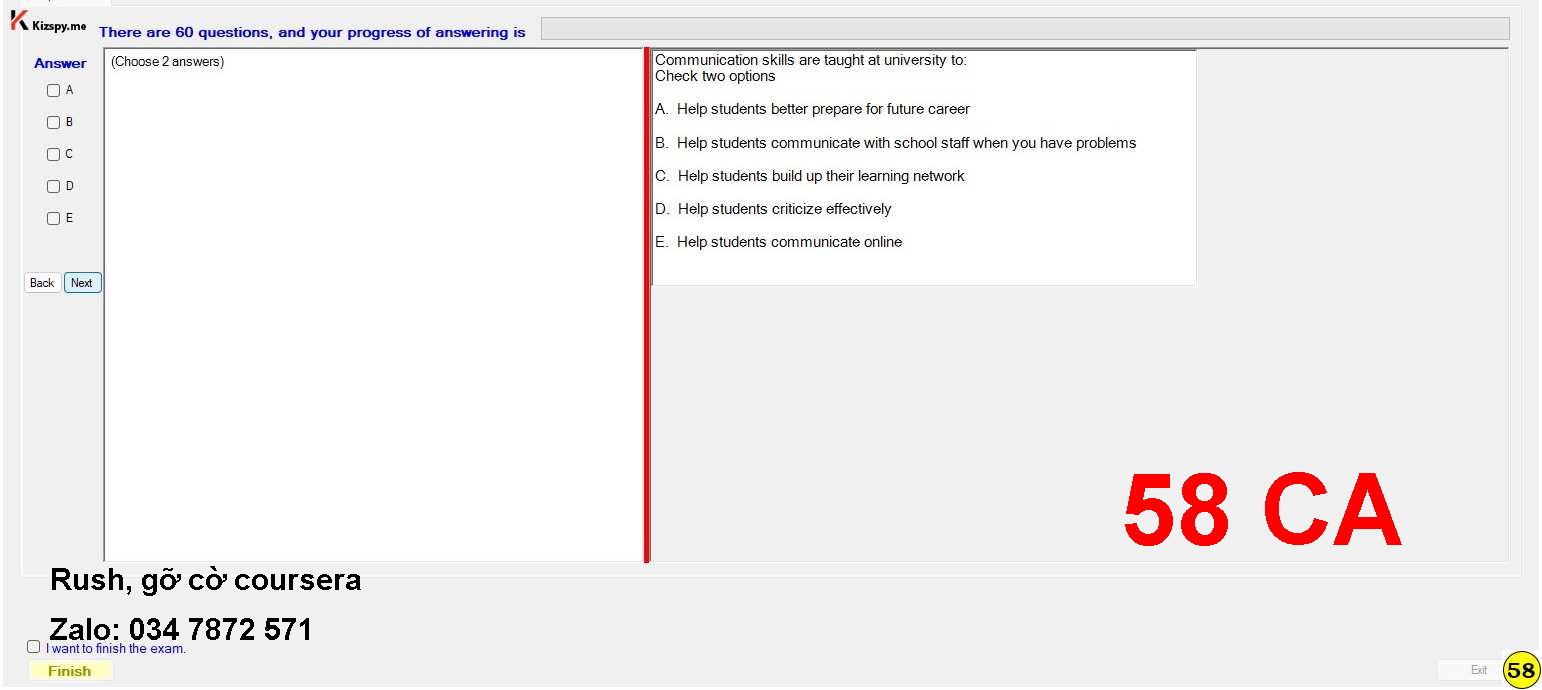 Kizspy.me
There are 60 questions, and your progress of answering is
Answer
A
B
C
D
E
Back Next
(Choose 2 answers)
Communication skills are taught at university to:
Check two options
A. Help students better prepare for future career
B. Help students communicate with school staff when you have problems
C. Help students build up their learning network
D. Help students criticize effectively
E. Help students communicate online
58 CA
Rush, gỡ cờ coursera
Zalo: 034 7872 571
I want to finish the exam.
Finish
Exit
58